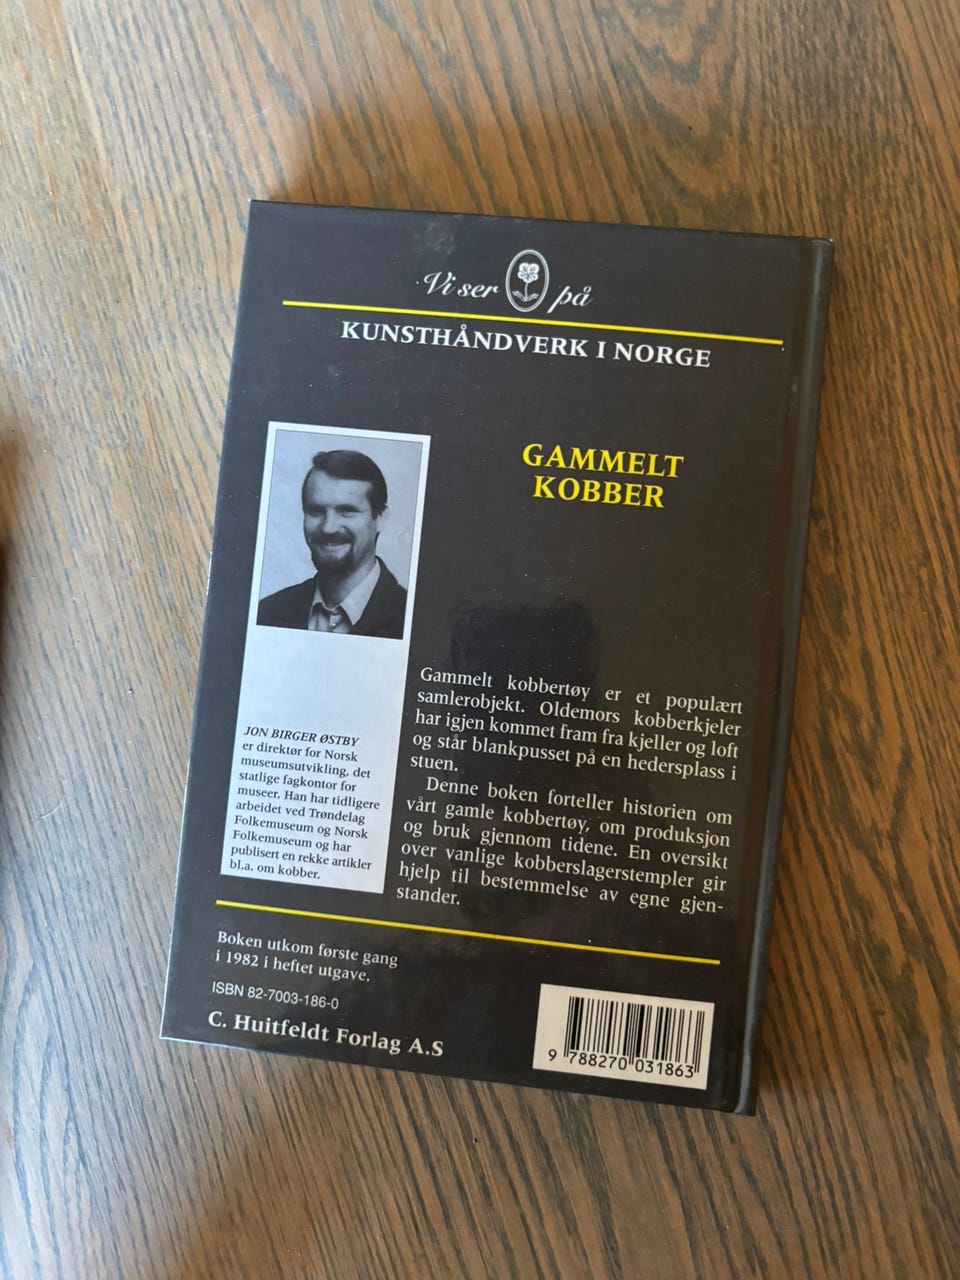 Vi ser på
KUNSTHÅNDVERK I NORGE
GAMMELT
KOBBER
JON BIRGER ØSTBY
er direktør for Norsk
museumsutvikling, det
statlige fagkontor for
museer. Han har tidligere
arbeidet ved Trøndelag
Folkemuseum og Norsk
Folkemuseum og har
publisert en rekke artikler
bl.a. om kobber.
Gammelt kobbertøy er et populært
samlerobjekt. Oldemors kobberkjeler
har igjen kommet fram fra kjeller og loft
og står blankpusset på en hedersplass i
stuen.
Denne boken forteller historien om
vårt gamle kobbertøy, om produksjon
og bruk gjennom tidene. En oversikt
over vanlige kobberslagerstempler gir
hjelp til bestemmelse av egne gjen-
stander.
Boken utkom første gang
i 1982 i heftet utgave.
ISBN 82-7003-186-0
C. Huitfeldt Forlag A.S
9 788270 031863